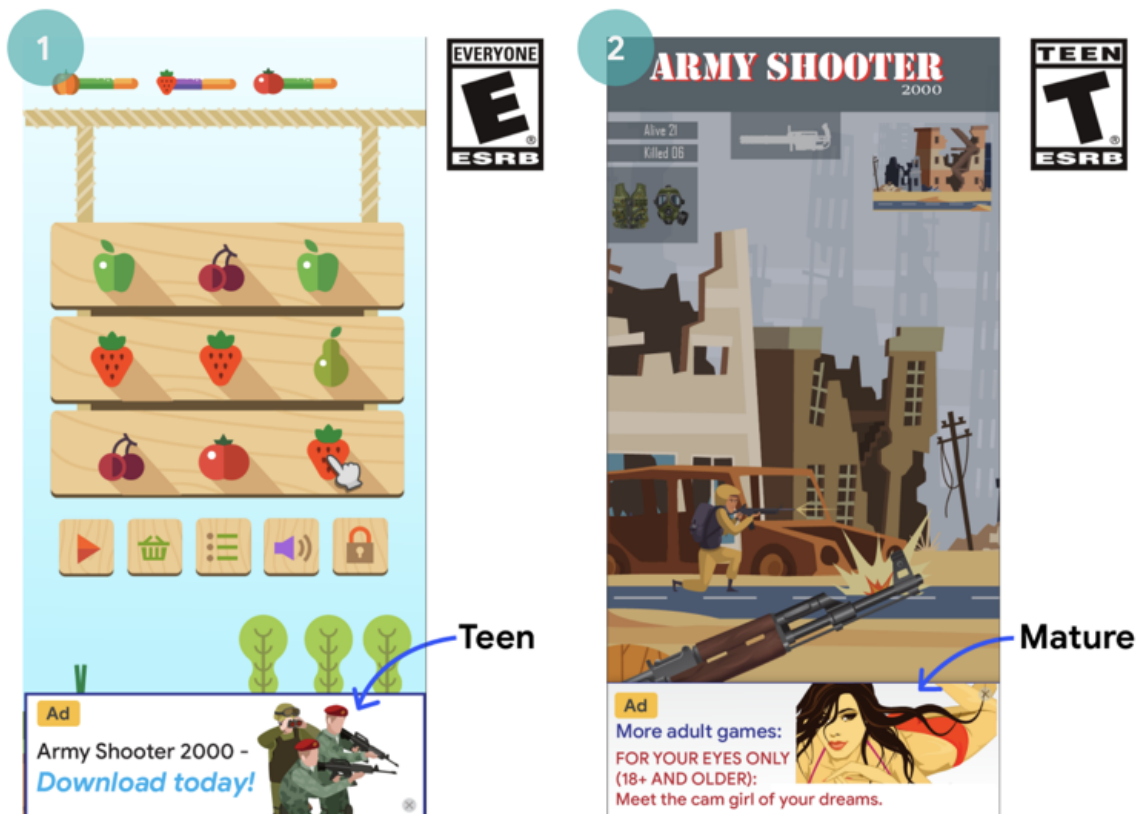 1
EVERYONE
E
®
ESRB
Ad
Army Shooter 2000 -
Download today!
Teen
2
ARMY SHOOTER
2000
Alive 21
Killed 06
TEEN
T
®
ESRB
Ad
More adult games:
FOR YOUR EYES ONLY
(18+ AND OLDER):
Meet the cam girl of your dreams.
Mature